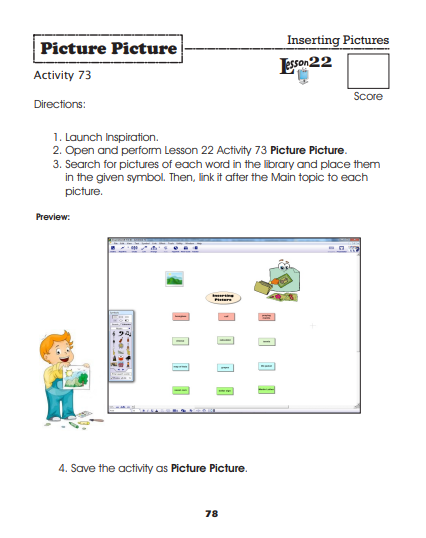 Inserting Pictures
Picture Picture
Lesson 22
Activity 73
Score
Directions:
1. Launch Inspiration.
2. Open and perform Lesson 22 Activity 73 Picture Picture.
3. Search for pictures of each word in the library and place them
in the given symbol. Then, link it after the Main topic to each
picture.
Preview:
Inserting
Picture
4. Save the activity as Picture Picture.
78